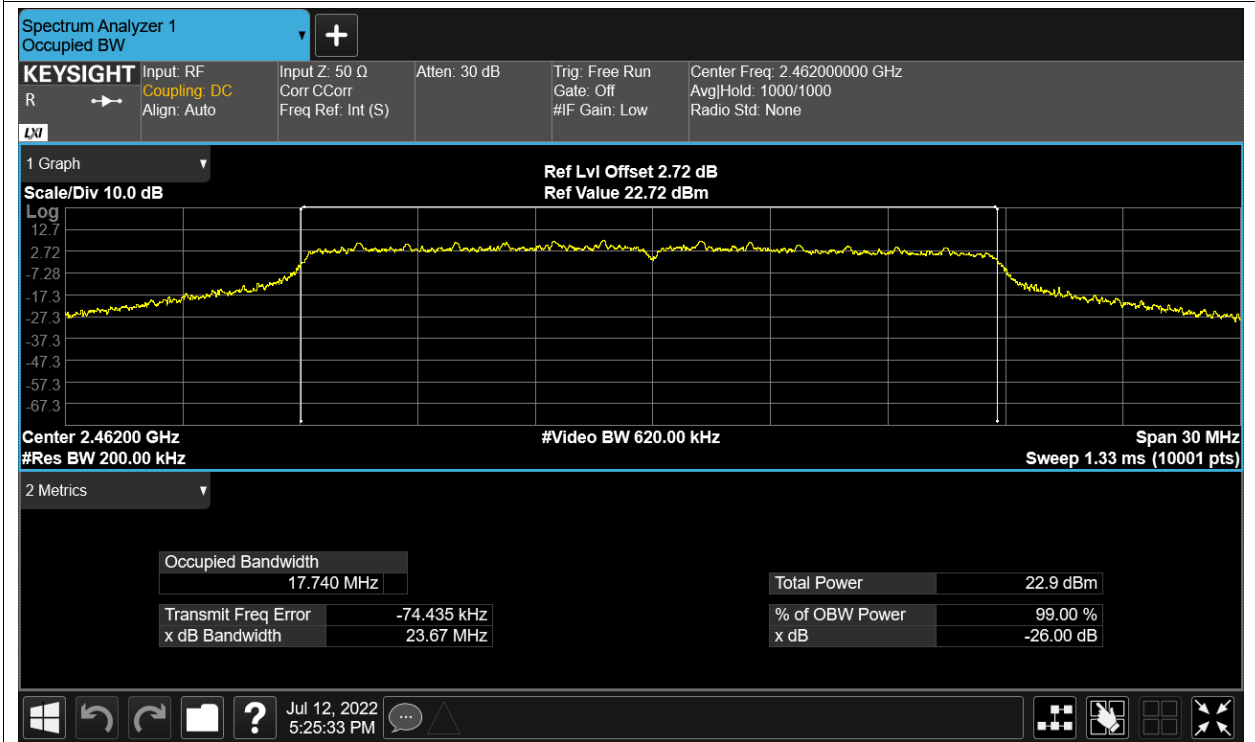 Spectrum Analyzer 1
Occupied BW
+
KEYSIGHT
R
LXI
Input: RF
Coupling: DC
Align: Auto
Input Z: 50 Ω
Corr CCorr
Freq Ref: Int (S)
Atten: 30 dB
Trig: Free Run
Gate: Off
#IF Gain: Low
Center Freq: 2.462000000 GHz
Avg|Hold: 1000/1000
Radio Std: None
1 Graph
Scale/Div 10.0 dB
Ref Lvl Offset 2.72 dB
Ref Value 22.72 dBm
Log
12.7
2.72
-7.28
-17.3
-27.3
-37.3
-47.3
-57.3
-67.3
Center 2.46200 GHz
#Res BW 200.00 kHz
#Video BW 620.00 kHz
Span 30 MHz
Sweep 1.33 ms (10001 pts)
2 Metrics
Occupied Bandwidth
17.740 MHz
Transmit Freq Error -74.435 kHz
x dB Bandwidth 23.67 MHz
Total Power 22.9 dBm
% of OBW Power 99.00 %
x dB -26.00 dB
?
Jul 12, 2022
5:25:33 PM